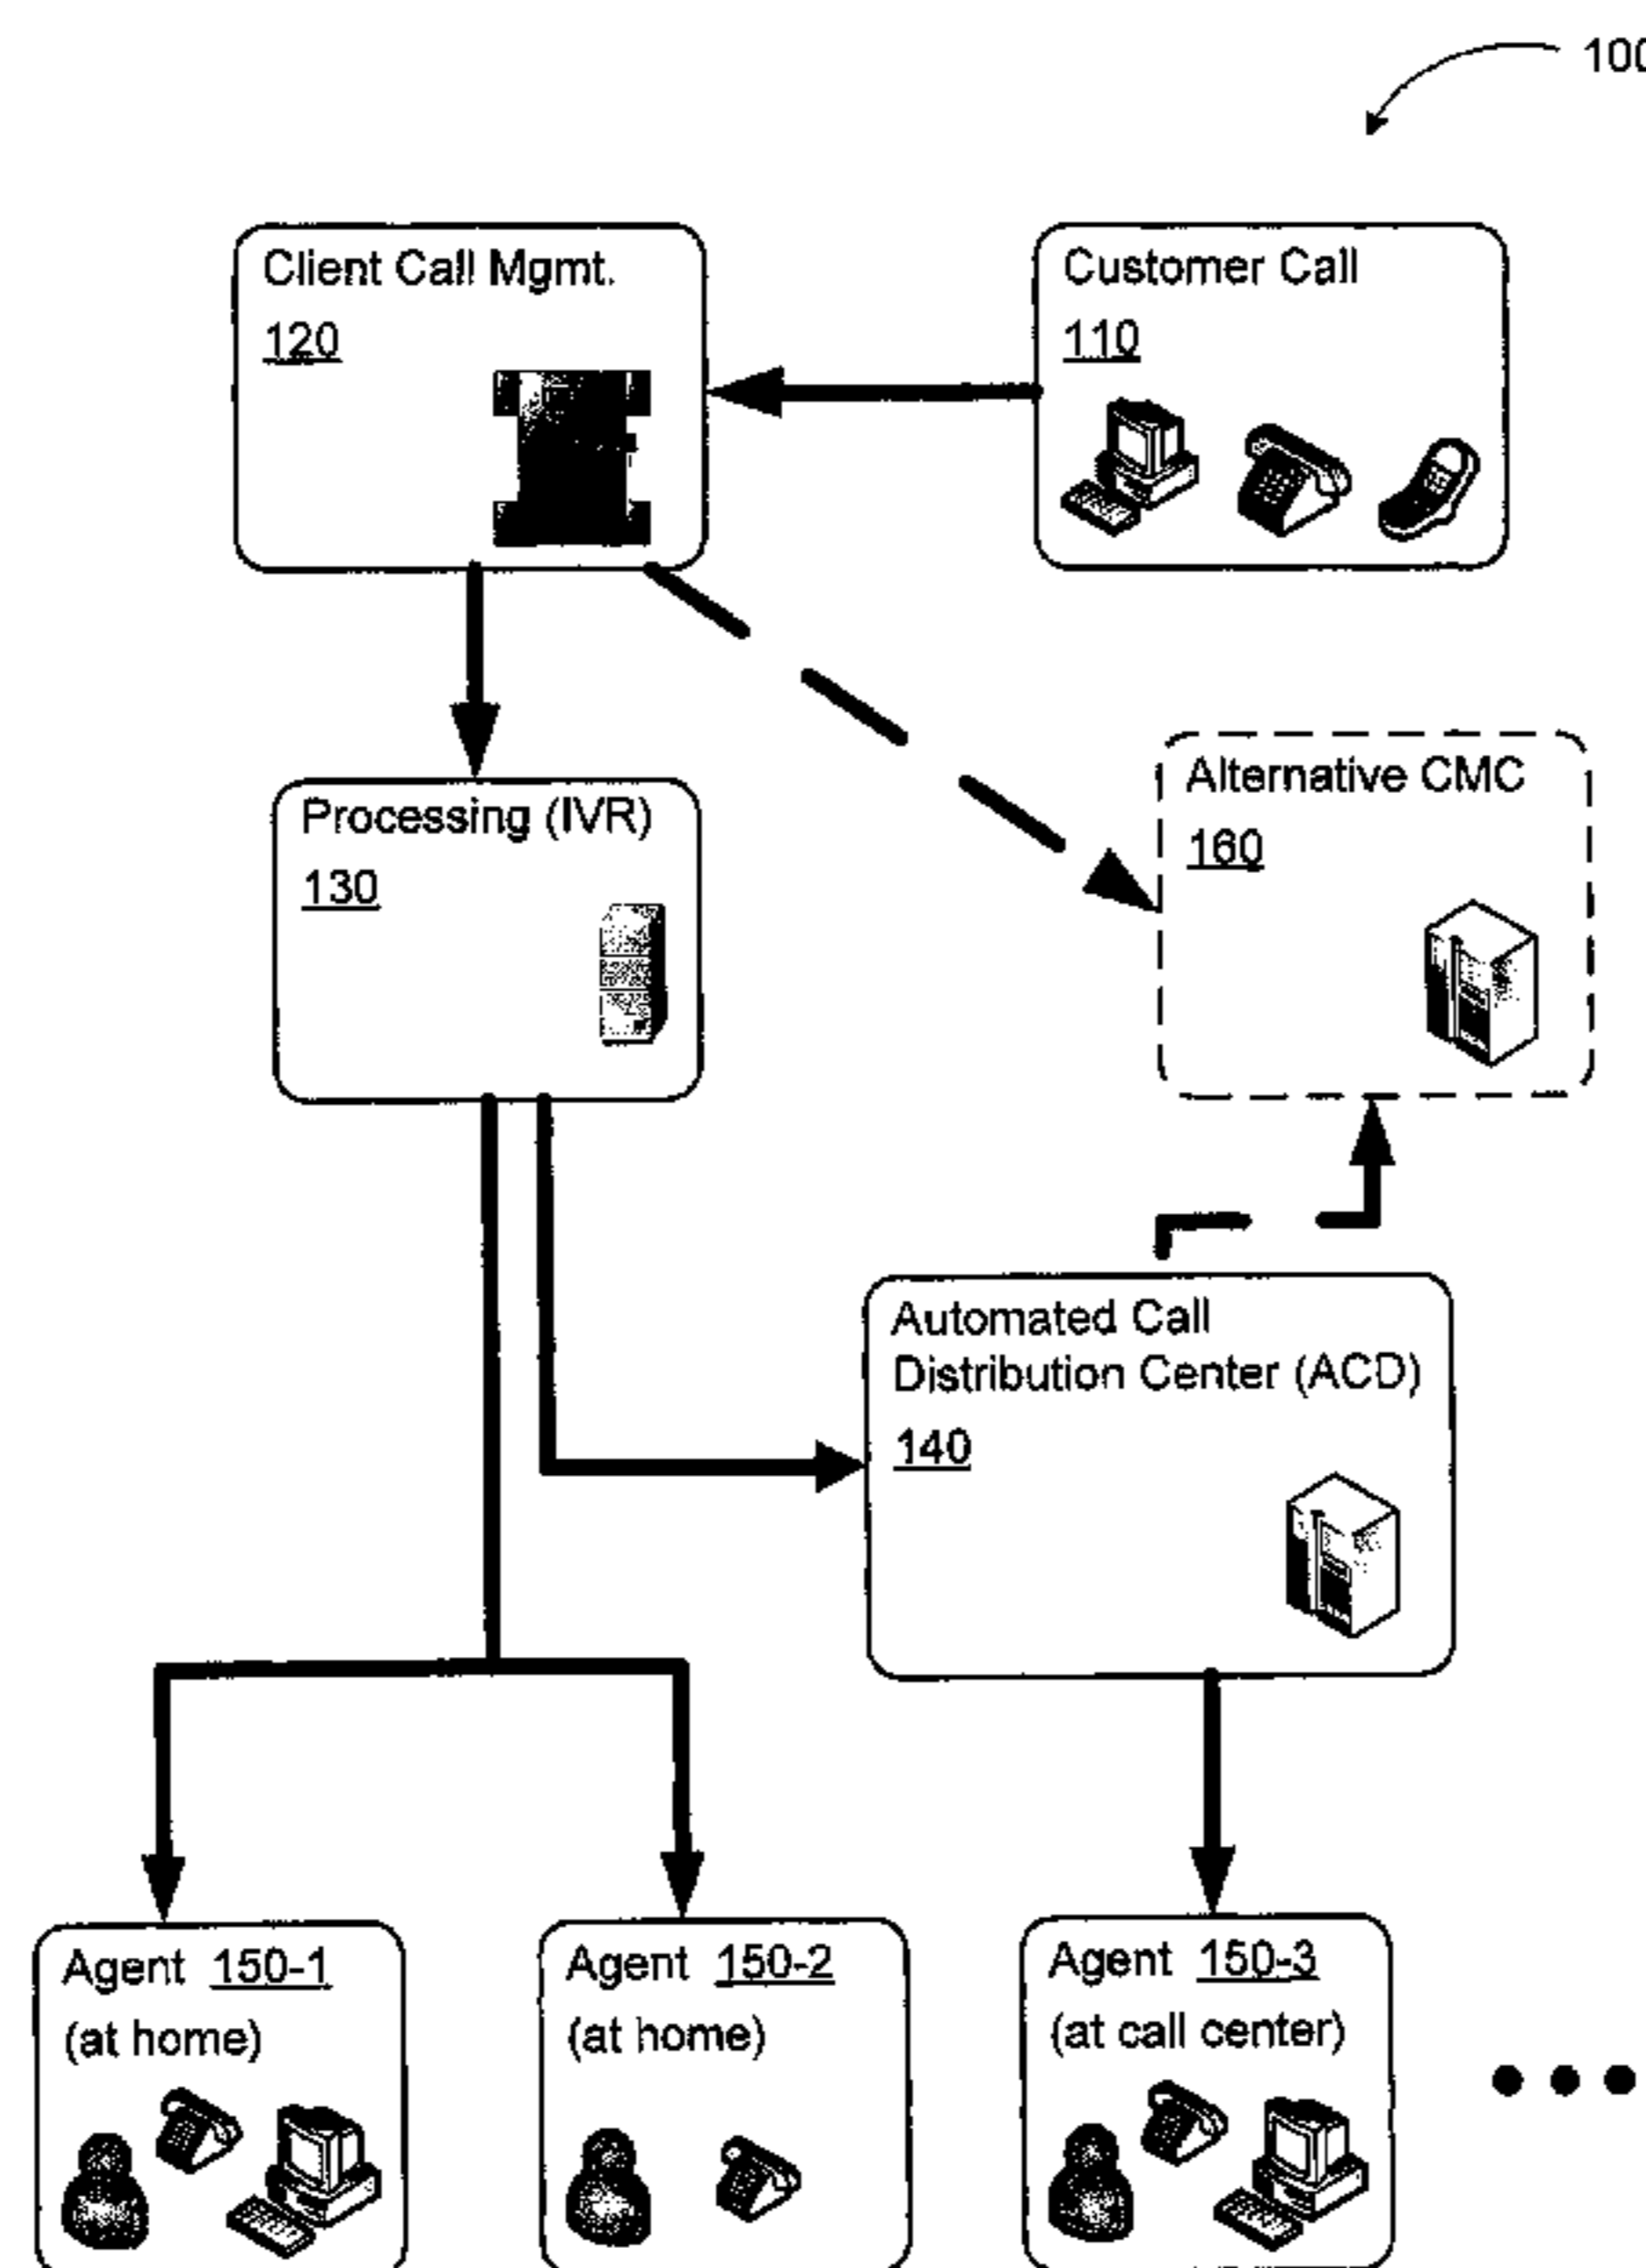 100
Client Call Mgmt.
120
Customer Call
110
Processing (IVR)
130
Alternative CMC
160
Automated Call
Distribution Center (ACD)
140
Agent 150-1
(at home)
Agent 150-2
(at home)
Agent 150-3
(at call center)